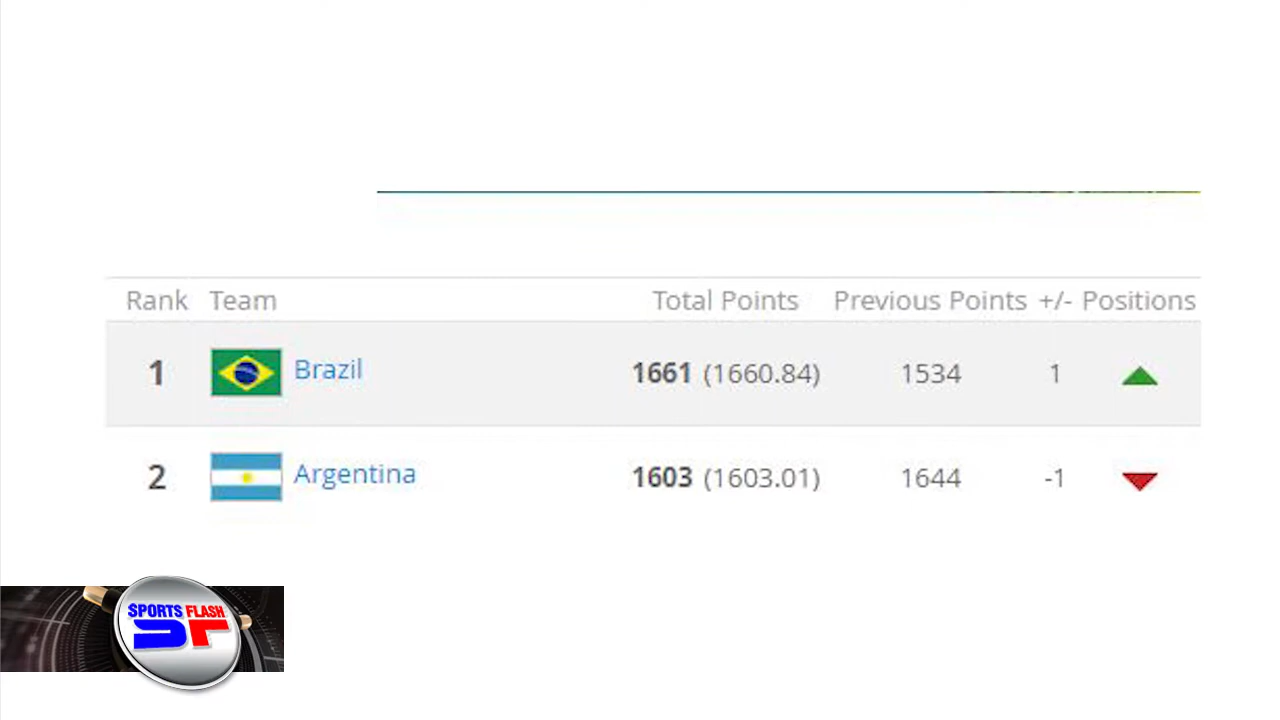 Rank Team Total Points Previous Points +/- Positions
1 Brazil 1661 (1660.84) 1534 1
2 Argentina 1603 (1603.01) 1644 -1
SPORTS FLASH
SF